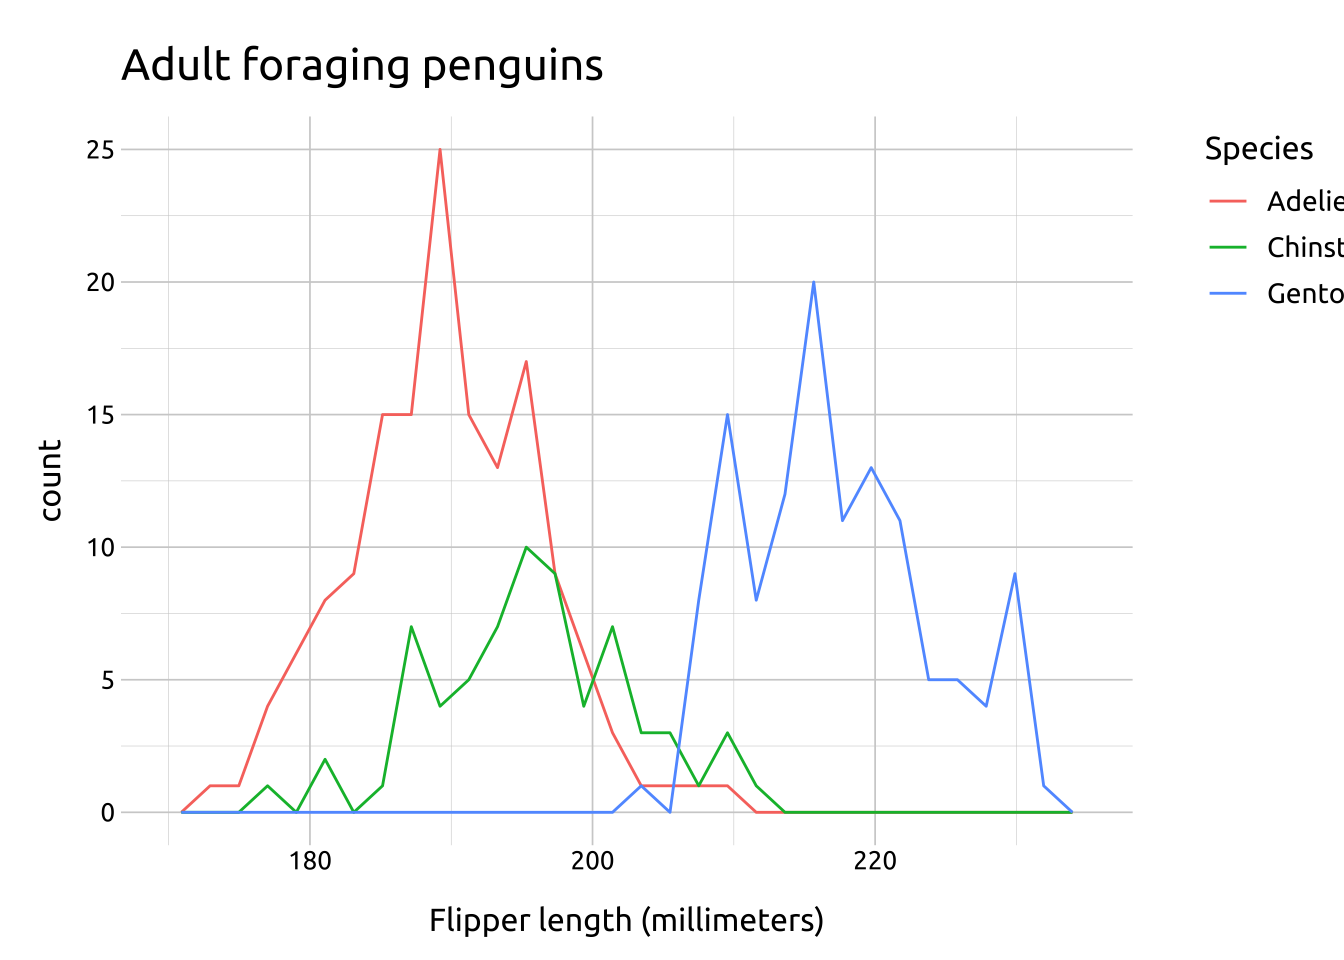 Adult foraging penguins
25
20
15
10
5
0
count
180 200 220
Flipper length (millimeters)
Species
Adelie
Chinst
Gento